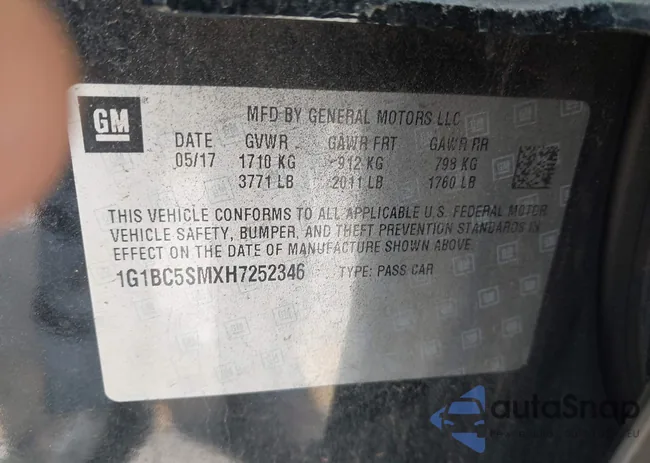 GM
MFD BY GENERAL MOTORS LLC
DATE GVWR GAWR FRT GAWR RR
05/17 1710 KG 912 KG 798 KG
3771 LB 2011 LB 1760 LB
THIS VEHICLE CONFORMS TO ALL APPLICABLE U.S. FEDERAL MOTOR
VEHICLE SAFETY, BUMPER, AND THEFT PREVENTION STANDARDS IN
EFFECT ON THE DATE OF MANUFACTURE SHOWN ABOVE.
1G1BC5SMXH7252346 TYPE: PASS CAR
autoSnap